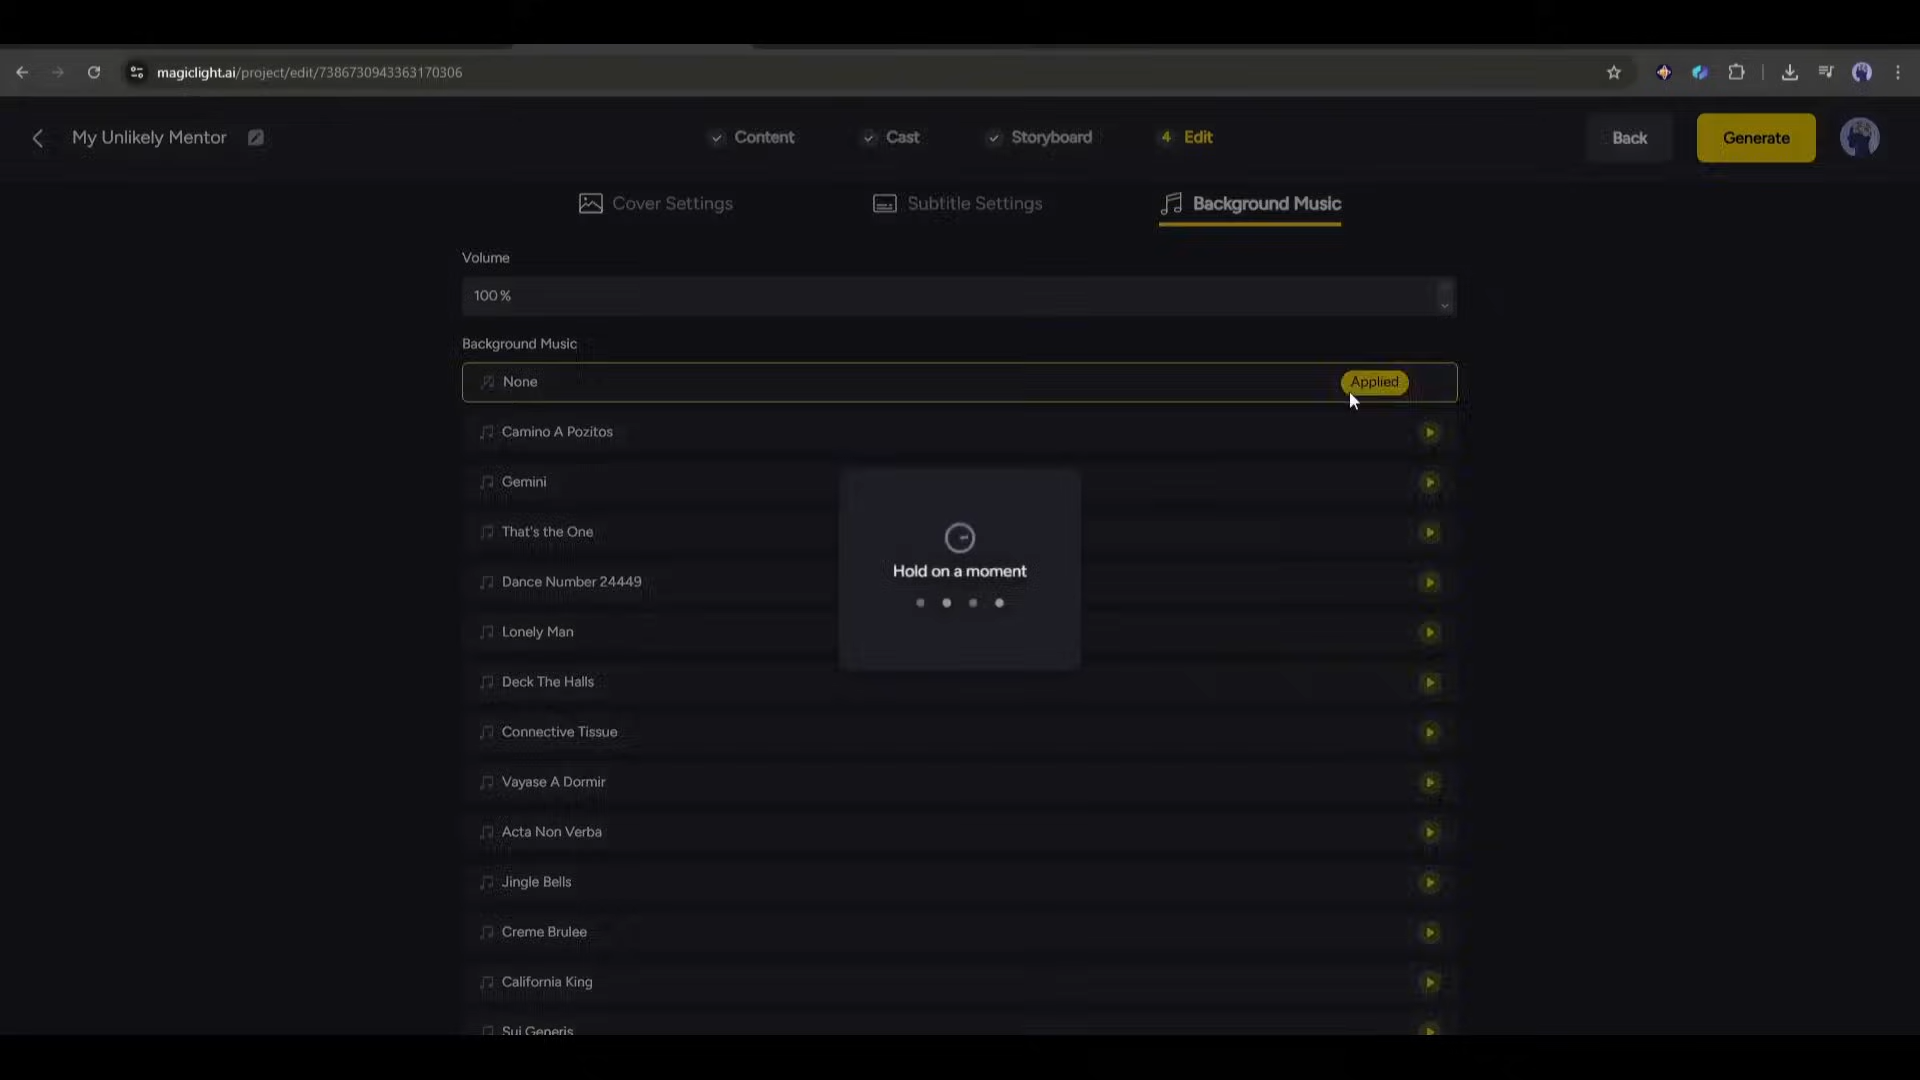 magiclight.ai/project/edit/7386730943363170306
My Unlikely Mentor
Content
Cast
Storyboard
4 Edit
Back
Generate
Cover Settings
Subtitle Settings
Background Music
Volume
100 %
Background Music
None
Applied
Camino A Pozitos
Gemini
That's the One
Dance Number 24449
Hold on a moment
Lonely Man
Deck The Halls
Connective Tissue
Vayase A Dormir
Acta Non Verba
Jingle Bells
Creme Brulee
California King
Sui Generis